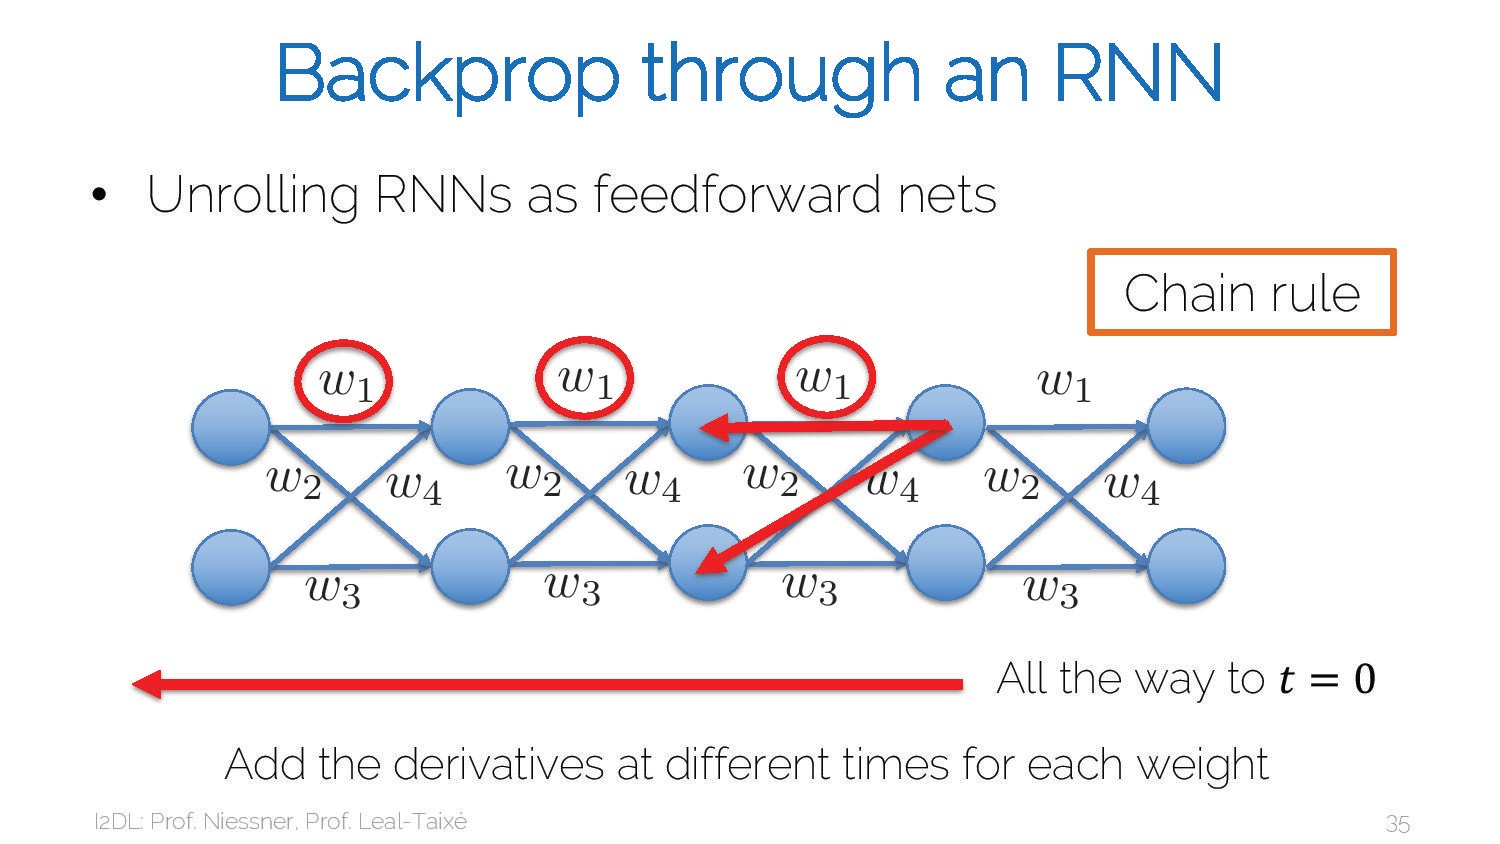 Backprop through an RNN
• Unrolling RNNs as feedforward nets
Chain rule
w₁ w₁ w₁ w₁
w₂ w₄ w₂ w₄ w₂ w₄ w₂ w₄
w₃ w₃ w₃ w₃
All the way to t = 0
Add the derivatives at different times for each weight
I2DL: Prof. Niessner, Prof. Leal-Taixé
35